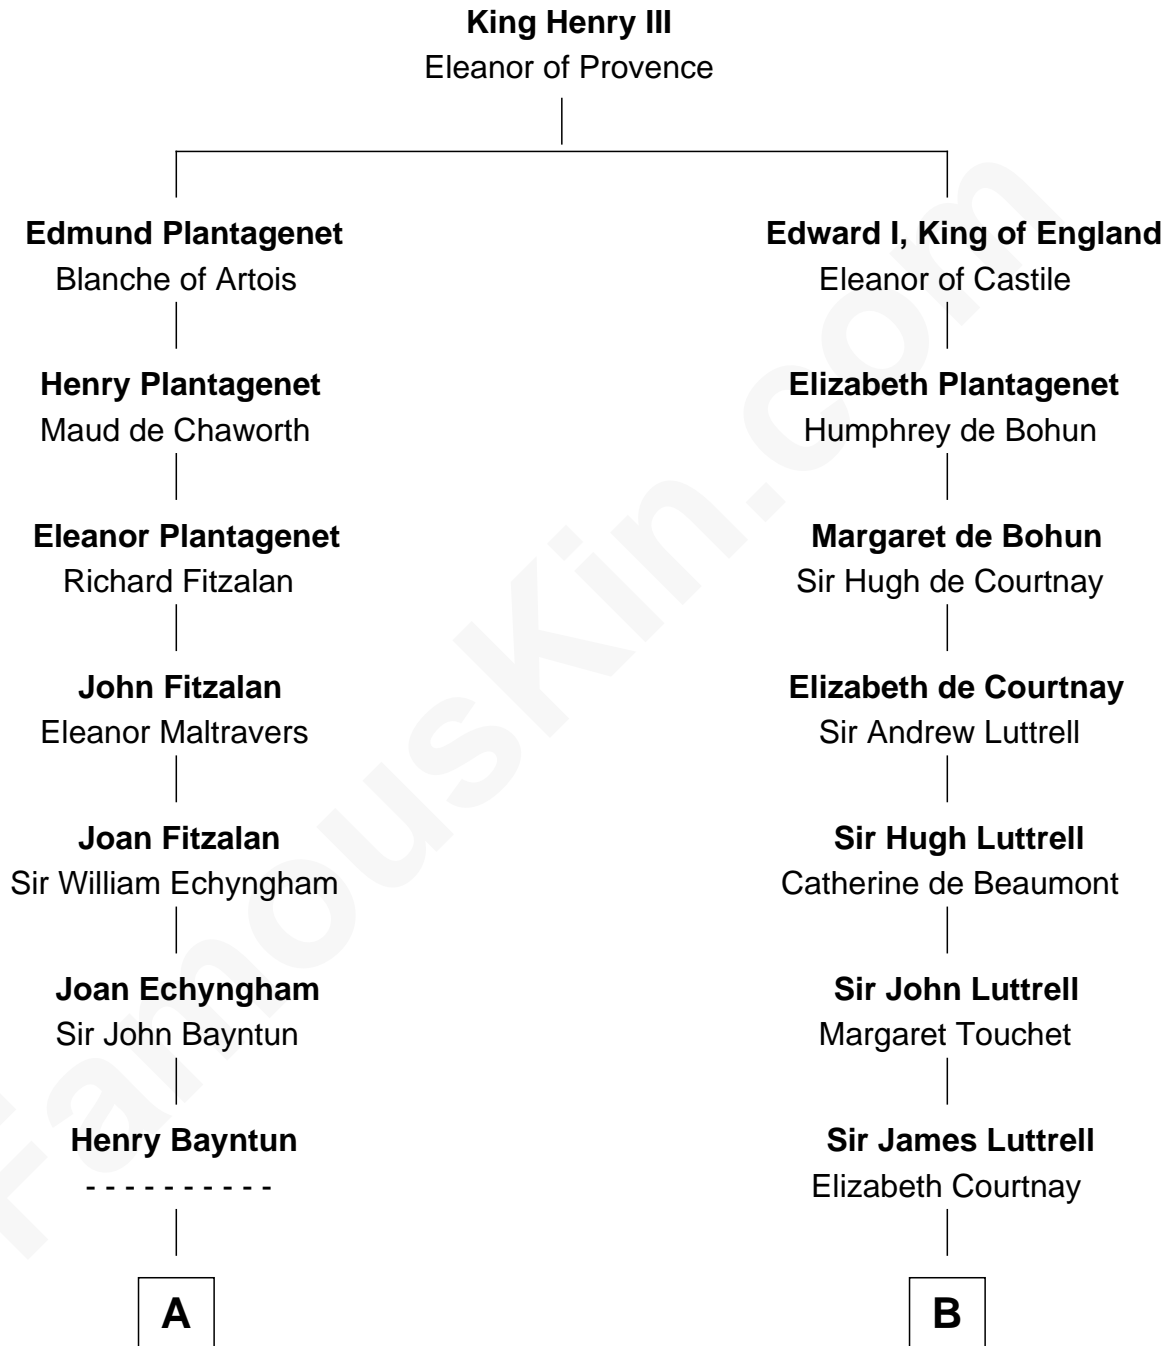 King Henry III
Eleanor of Provence
Edmund Plantagenet
Blanche of Artois
Edward I, King of England
Eleanor of Castile
Henry Plantagenet
Maud de Chaworth
Elizabeth Plantagenet
Humphrey de Bohun
Eleanor Plantagenet
Richard Fitzalan
Margaret de Bohun
Sir Hugh de Courtnay
John Fitzalan
Eleanor Maltravers
Elizabeth de Courtnay
Sir Andrew Luttrell
Joan Fitzalan
Sir William Echyngham
Sir Hugh Luttrell
Catherine de Beaumont
Joan Echyngham
Sir John Bayntun
Sir John Luttrell
Margaret Touchet
Henry Bayntun
- - - - - - - - - -
Sir James Luttrell
Elizabeth Courtnay
A
B
FamousKin.com